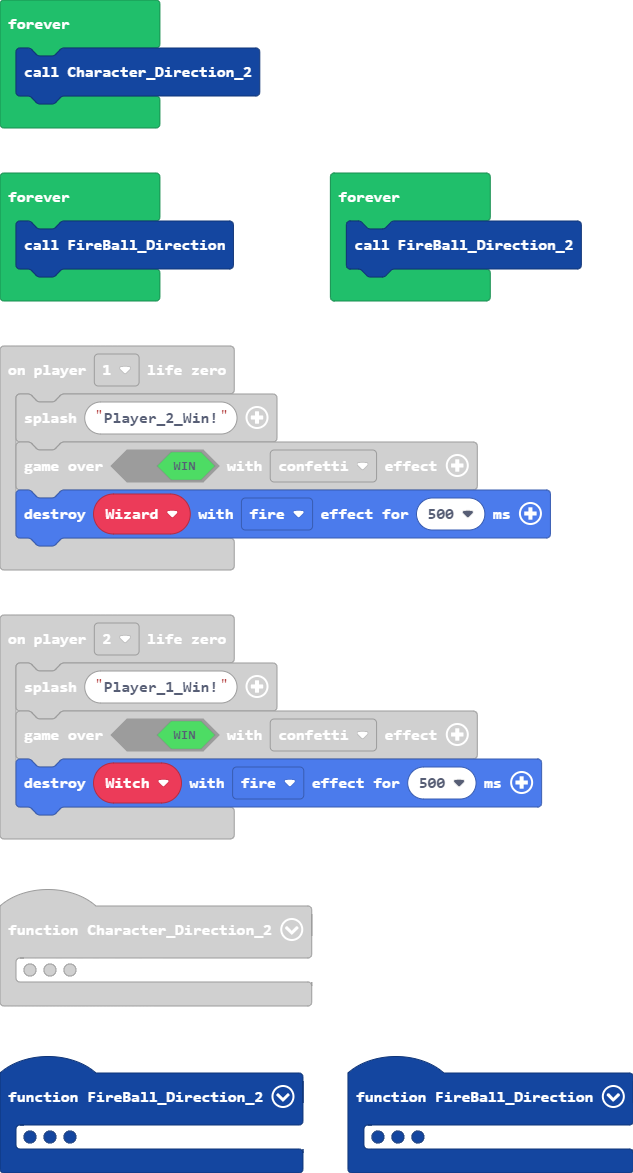 forever
call Character_Direction_2
forever
call FireBall_Direction
forever
call FireBall_Direction_2
on player 1 life zero
splash "Player_2_Win!"
game over WIN with confetti effect
destroy Wizard with fire effect for 500 ms
on player 2 life zero
splash "Player_1_Win!"
game over WIN with confetti effect
destroy Witch with fire effect for 500 ms
function Character_Direction_2
function FireBall_Direction_2
function FireBall_Direction